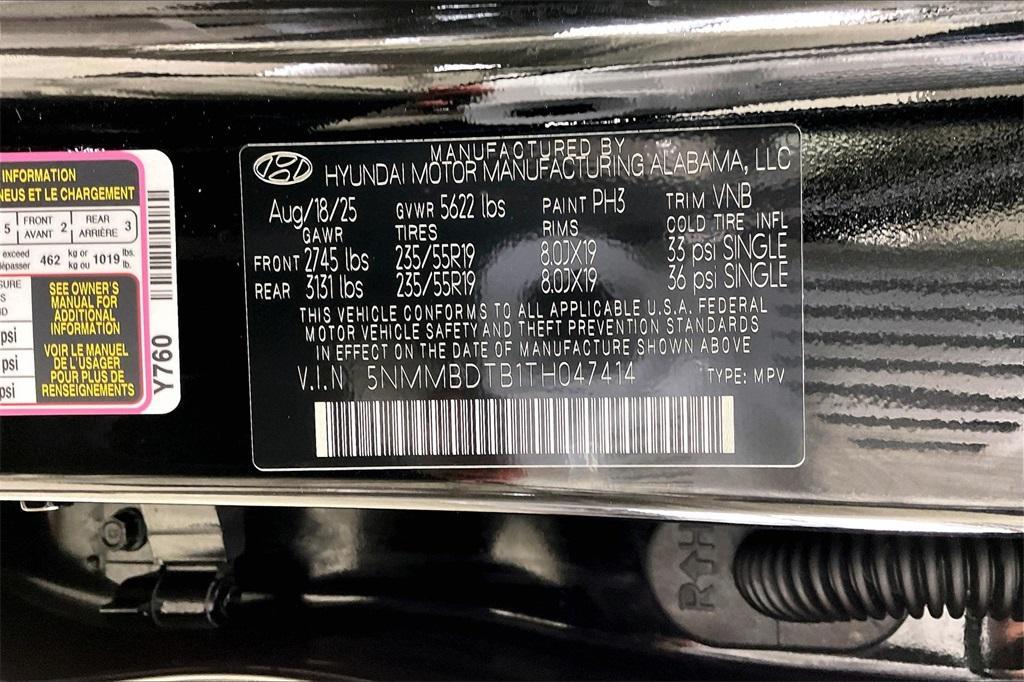 MANUFACTURED BY
HYUNDAI MOTOR MANUFACTURING ALABAMA, LLC
Aug/18/25 GVWR 5622 lbs PAINT PH3 TRIM VNB
GAWR TIRES RIMS COLD TIRE INFL
FRONT 2745 lbs 235/55R19 8.0JX19 33 psi SINGLE
REAR 3131 lbs 235/55R19 8.0JX19 36 psi SINGLE
THIS VEHICLE CONFORMS TO ALL APPLICABLE U.S.A. FEDERAL
MOTOR VEHICLE SAFETY AND THEFT PREVENTION STANDARDS
IN EFFECT ON THE DATE OF MANUFACTURE SHOWN ABOVE
V.I.N 5NMMBDTB1TH047414 TYPE: MPV
INFORMATION
NEUS ET LE CHARGEMENT
5 FRONT 2 REAR 3
AVANT ARRIÈRE
exceed 462 kg or 1019 lbs.
dépasser kg ou lb.
SEE OWNER'S
MANUAL FOR
ADDITIONAL
INFORMATION
VOIR LE MANUEL
DE L'USAGER
POUR PLUS DE
RENSEIGNEMENTS
psi
psi
psi
Y760
R H